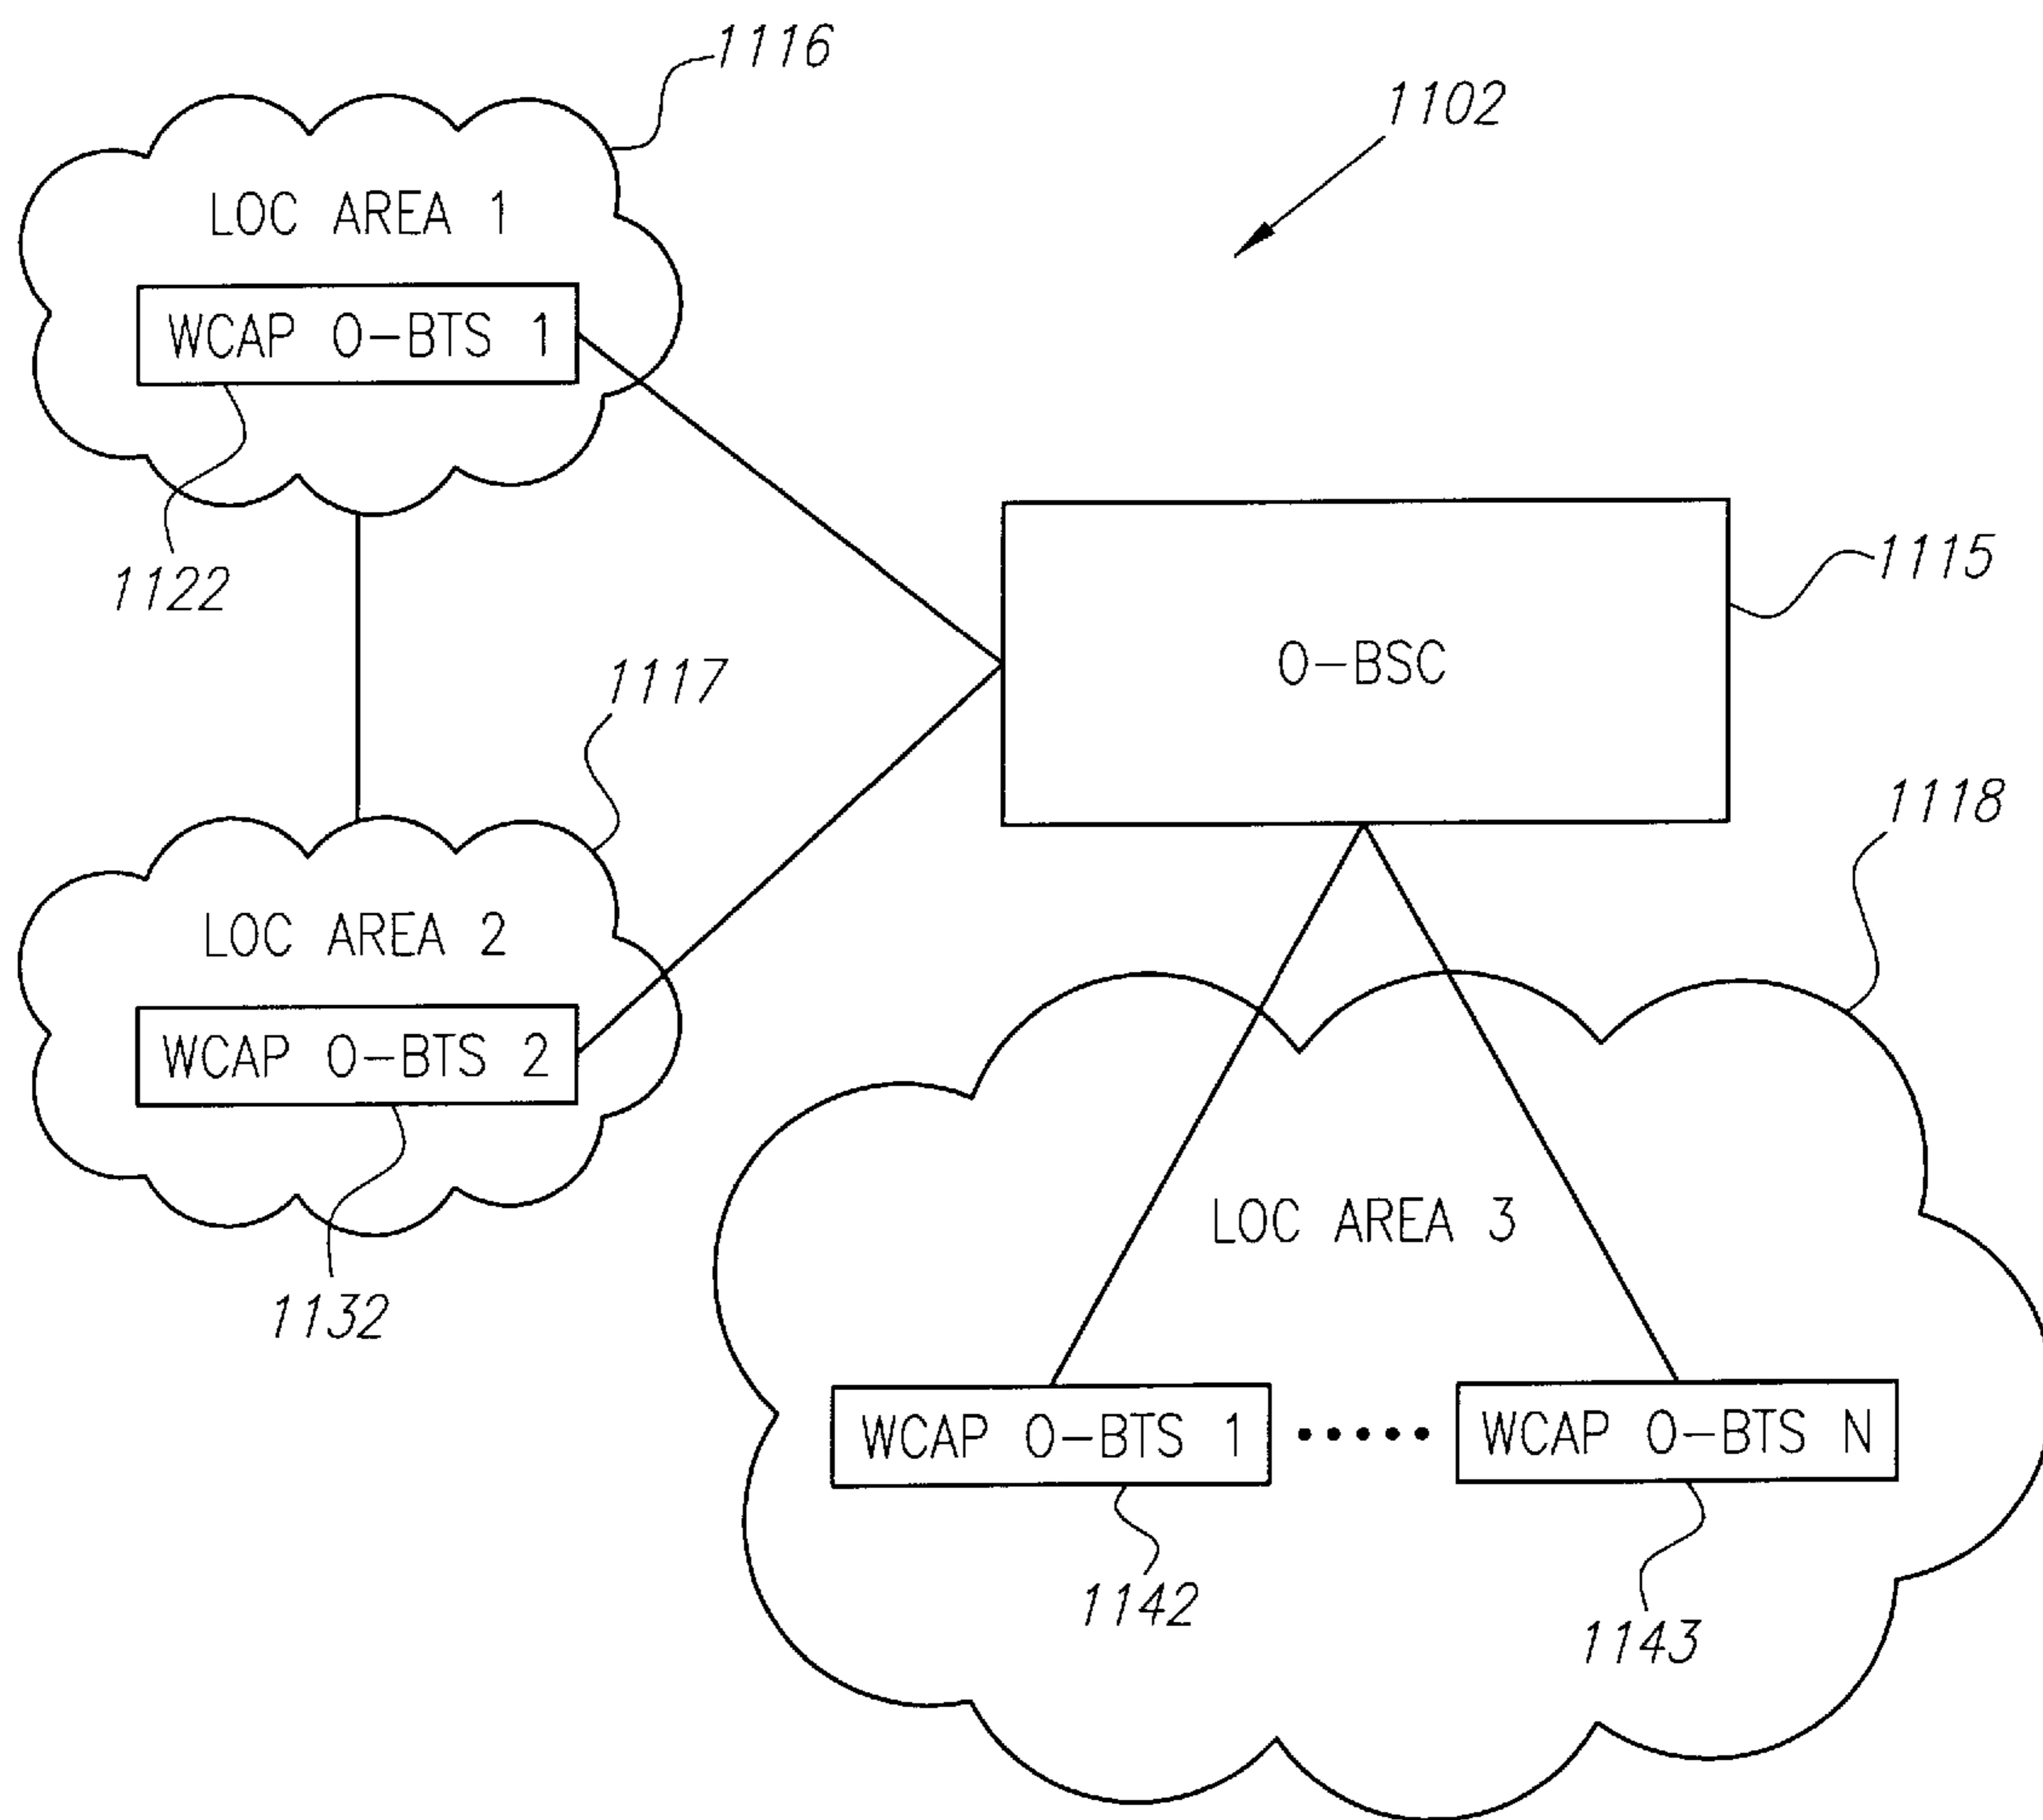 1116
1102
LOC AREA 1
WCAP O-BTS 1
1122
1115
O-BSC
1117
1118
LOC AREA 2
WCAP O-BTS 2
1132
LOC AREA 3
WCAP O-BTS 1 ••••• WCAP O-BTS N
1142
1143